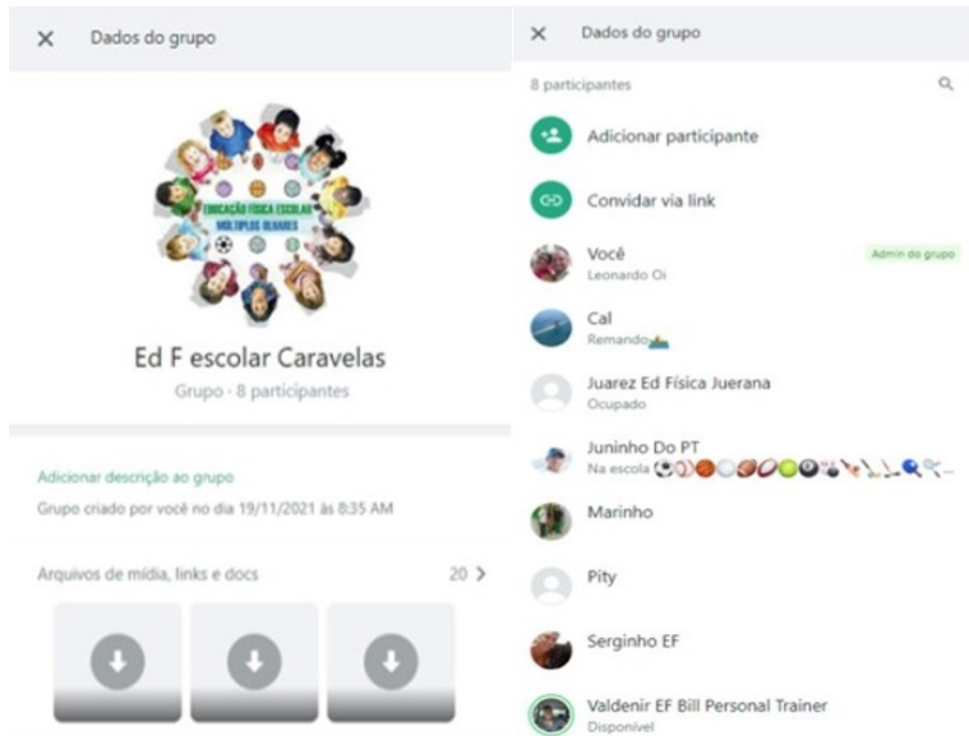 Dados do grupo
EDUCAÇÃO FÍSICA ESCOLAR
MÚLTIPLOS OLHARES
Ed F escolar Caravelas
Grupo - 8 participantes
Adicionar descrição ao grupo
Grupo criado por você no dia 19/11/2021 às 8:35 AM
Arquivos de mídia, links e docs 20
Dados do grupo
8 participantes
Adicionar participante
Convidar via link
Você
Admin do grupo
Leonardo Oi
Cal
Remando
Juarez Ed Física Juerana
Ocupado
Juninho Do PT
Na escola ...
Marinho
Pity
Serginho EF
Valdenir EF Bill Personal Trainer
Disponível